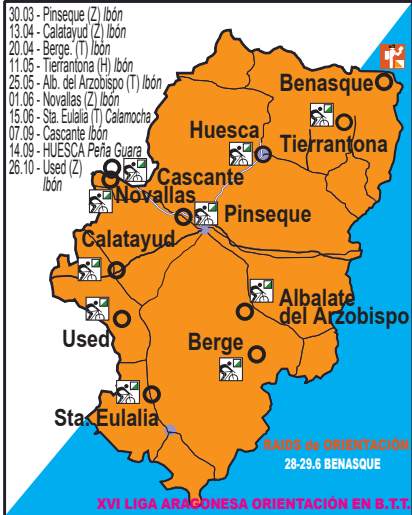 30.03 - Pinseque (Z) Ibón
13.04 - Calatayud (Z) Ibón
20.04 - Berge. (T) Ibón
11.05 - Tierrantona (H) Ibón
25.05 - Alb. del Arzobispo (T) Ibón
01.06 - Novallas (Z) Ibón
15.06 - Sta. Eulalia (T) Calamocha
07.09 - Cascante Ibón
14.09 - HUESCA Peña Guara
26.10 - Used (Z)
Ibón
Benasque
Huesca
Tierrantona
Cascante
Novallas
Pinseque
Calatayud
Albalate
del Arzobispo
Used
Berge
Sta. Eulalia
RAIDS de ORIENTACIÓN
28-29.6 BENASQUE
XVI LIGA ARAGONESA ORIENTACIÓN EN B.T.T.